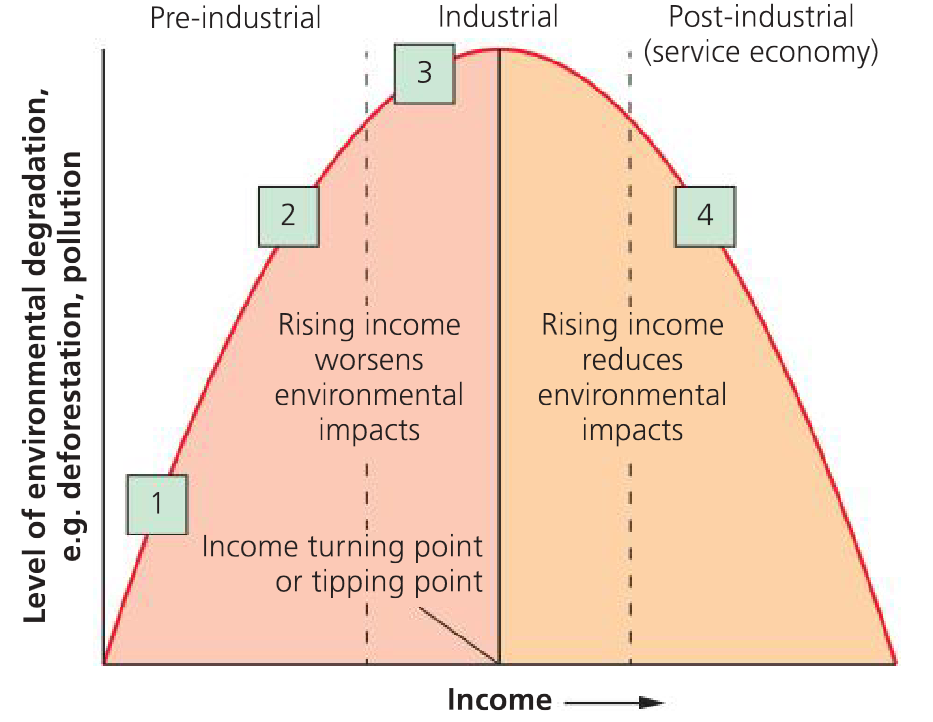 Pre-industrial
Industrial
Post-industrial
(service economy)
Level of environmental degradation,
e.g. deforestation, pollution
3
2
4
1
Rising income
worsens
environmental
impacts
Rising income
reduces
environmental
impacts
Income turning point
or tipping point
Income